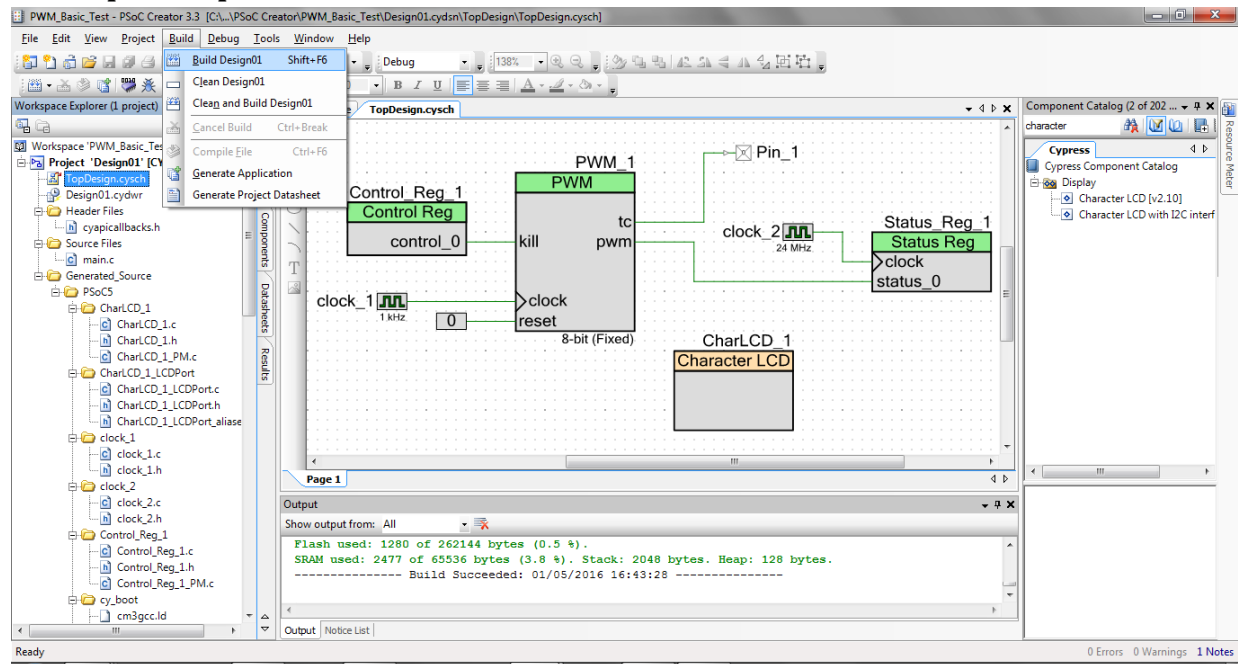 PWM_Basic_Test - PSoC Creator 3.3 [C:\...\PSoC Creator\PWM_Basic_Test\Design01.cydsn\TopDesign\TopDesign.cysch]
File Edit View Project Build Debug Tools Window Help
Debug 138%
B I U A
Build Design01 Shift+F6
Clean Design01
Clean and Build Design01
Cancel Build Ctrl+Break
Compile File Ctrl+F6
Generate Application
Generate Project Datasheet
Workspace Explorer (1 project)
Workspace 'PWM_Basic_Tes
Project 'Design01' [CY
TopDesign.cysch
Design01.cydwr
Header Files
cyapicallbacks.h
Source Files
main.c
Generated_Source
PSoC5
CharLCD_1
CharLCD_1.c
CharLCD_1.h
CharLCD_1_PM.c
CharLCD_1_LCDPort
CharLCD_1_LCDPort.c
CharLCD_1_LCDPort.h
CharLCD_1_LCDPort_aliase
clock_1
clock_1.c
clock_1.h
clock_2
clock_2.c
clock_2.h
Control_Reg_1
Control_Reg_1.c
Control_Reg_1.h
Control_Reg_1_PM.c
cy_boot
cm3gcc.ld
Components
Datasheets
Results
TopDesign.cysch
T
PWM_1
PWM
tc
kill pwm
clock
reset
8-bit (Fixed)
Pin_1
Control_Reg_1
Control Reg
control_0
clock_1
1 kHz
0
clock_2
24 MHz
Status_Reg_1
Status Reg
clock
status_0
CharLCD_1
Character LCD
Page 1
Output
Show output from: All
Flash used: 1280 of 262144 bytes (0.5 %).
SRAM used: 2477 of 65536 bytes (3.8 %). Stack: 2048 bytes. Heap: 128 bytes.
--------------- Build Succeeded: 01/05/2016 16:43:28 ---------------
Output Notice List
Component Catalog (2 of 202 ...
character
Cypress
Cypress Component Catalog
Display
Character LCD [v2.10]
Character LCD with I2C interf
Resource Meter
Ready
0 Errors 0 Warnings 1 Notes